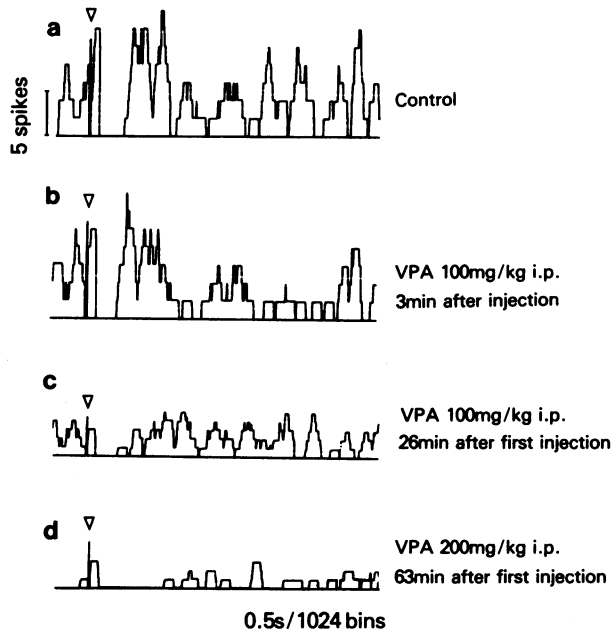 a
5 spikes
Control
b
VPA 100mg/kg i.p.
3min after injection
c
VPA 100mg/kg i.p.
26min after first injection
d
VPA 200mg/kg i.p.
63min after first injection
0.5s/1024 bins